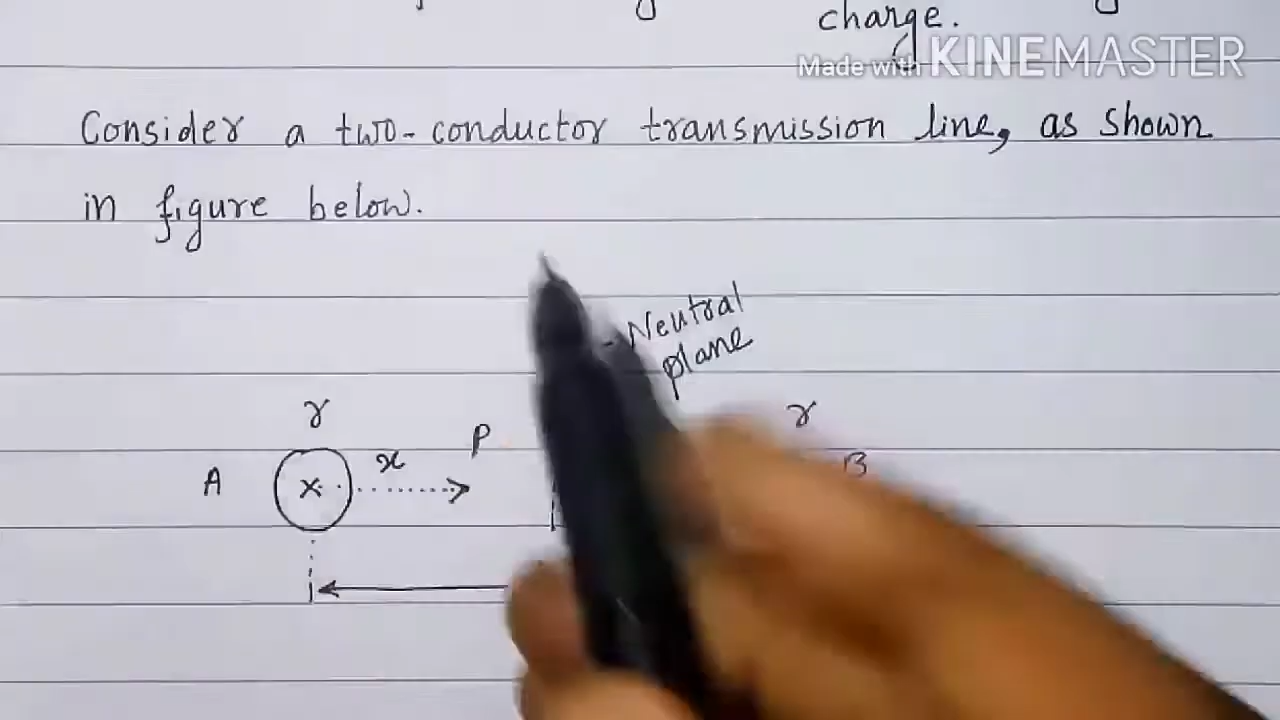 charge.
Made with KINEMASTER
Consider a two-conductor transmission line, as shown
in figure below.
Neutral
plane
r r
P
x B
A x